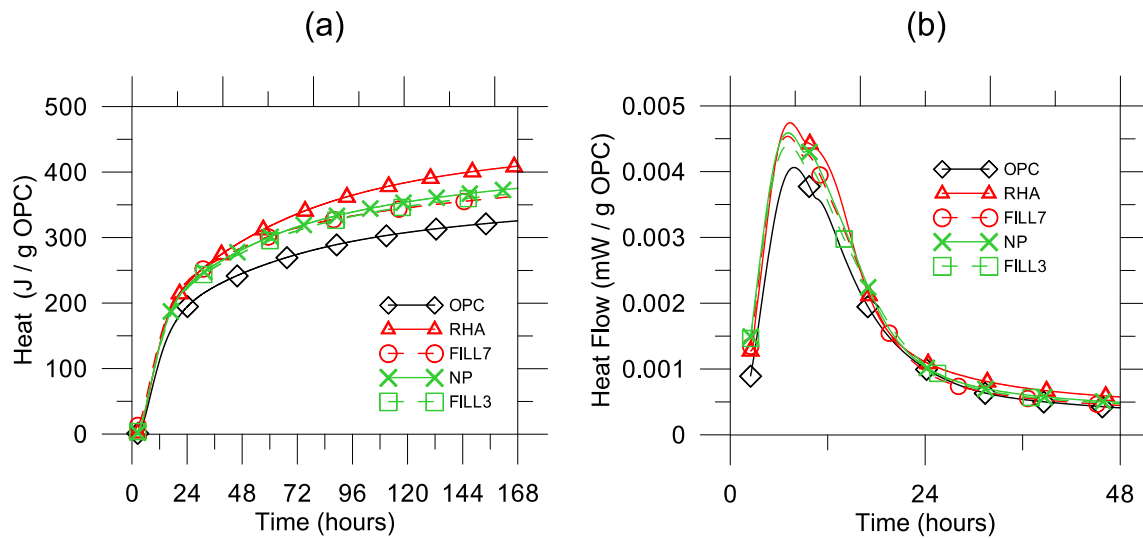 (a)
(b)
500
400
300
200
100
0
Heat (J / g OPC)
OPC
RHA
FILL7
NP
FILL3
0 24 48 72 96 120 144 168
Time (hours)
0.005
0.004
0.003
0.002
0.001
0
Heat Flow (mW / g OPC)
OPC
RHA
FILL7
NP
FILL3
0 24 48
Time (hours)